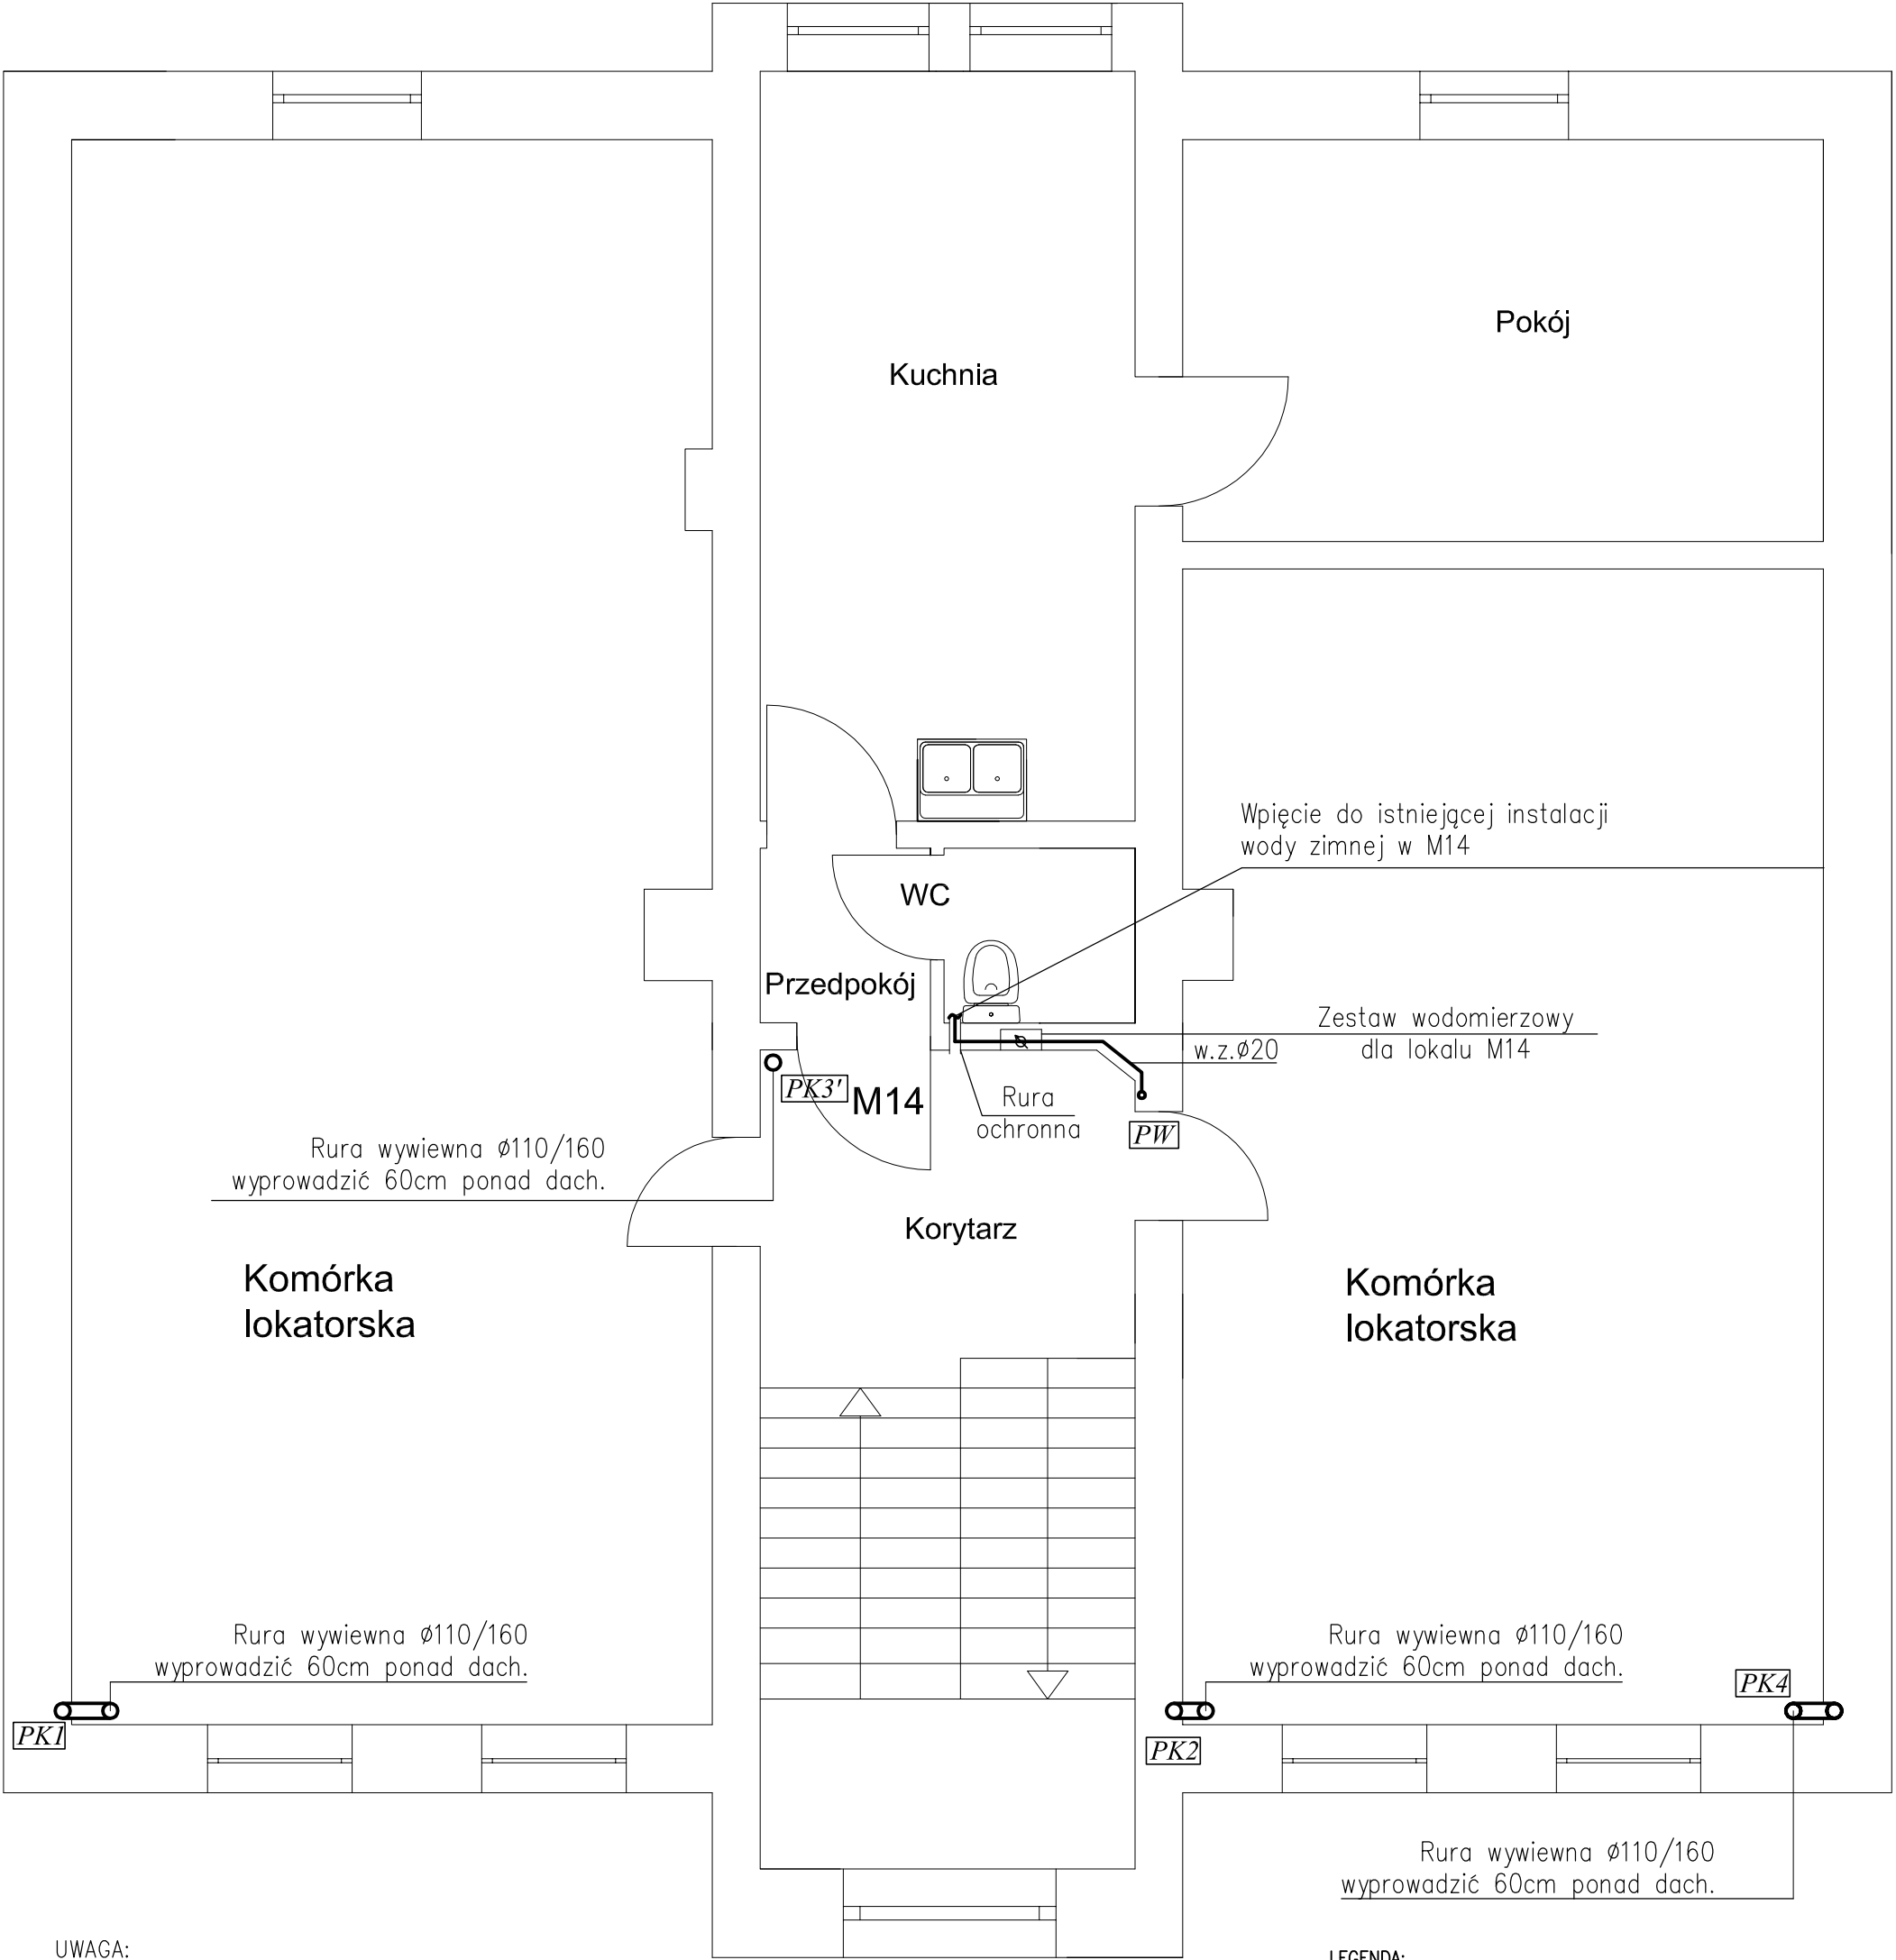 Pokój
Kuchnia
Wpięcie do istniejącej instalacji
wody zimnej w M14
WC
Przedpokój
Zestaw wodomierzowy
dla lokalu M14
w.z.ø20
PK3'
M14
Rura
ochronna
PW
Rura wywiewna ø110/160
wyprowadzić 60cm ponad dach.
Korytarz
Komórka
lokatorska
Komórka
lokatorska
Rura wywiewna ø110/160
wyprowadzić 60cm ponad dach.
PK1
Rura wywiewna ø110/160
wyprowadzić 60cm ponad dach.
PK4
PK2
Rura wywiewna ø110/160
wyprowadzić 60cm ponad dach.
UWAGA:
LEGENDA: